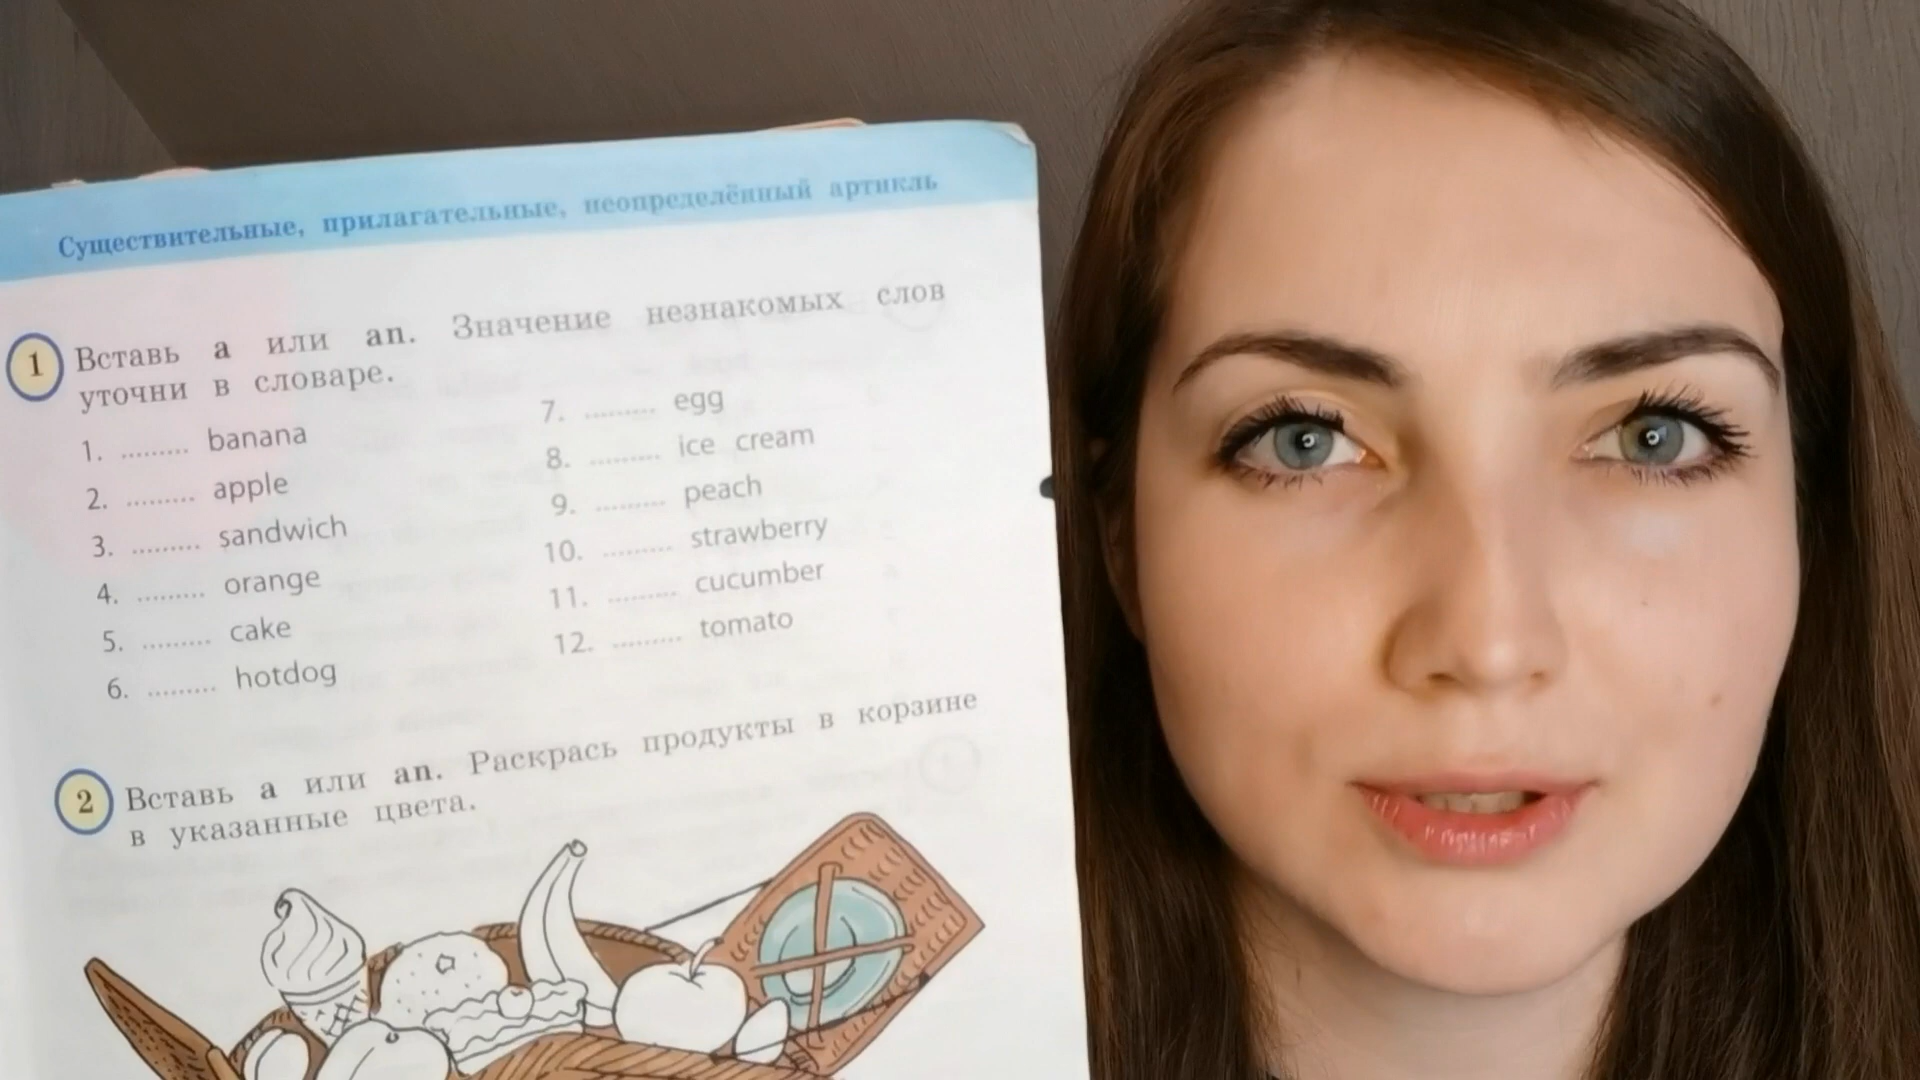 Существительные, прилагательные, неопределённый артикль
1 Вставь a или an. Значение незнакомых слов
уточни в словаре.
1. ......... banana
2. ......... apple
3. ......... sandwich
4. ......... orange
5. ......... cake
6. ......... hotdog
7. ......... egg
8. ......... ice cream
9. ......... peach
10. ......... strawberry
11. ......... cucumber
12. ......... tomato
2 Вставь a или an. Раскрась продукты в корзине
в указанные цвета.